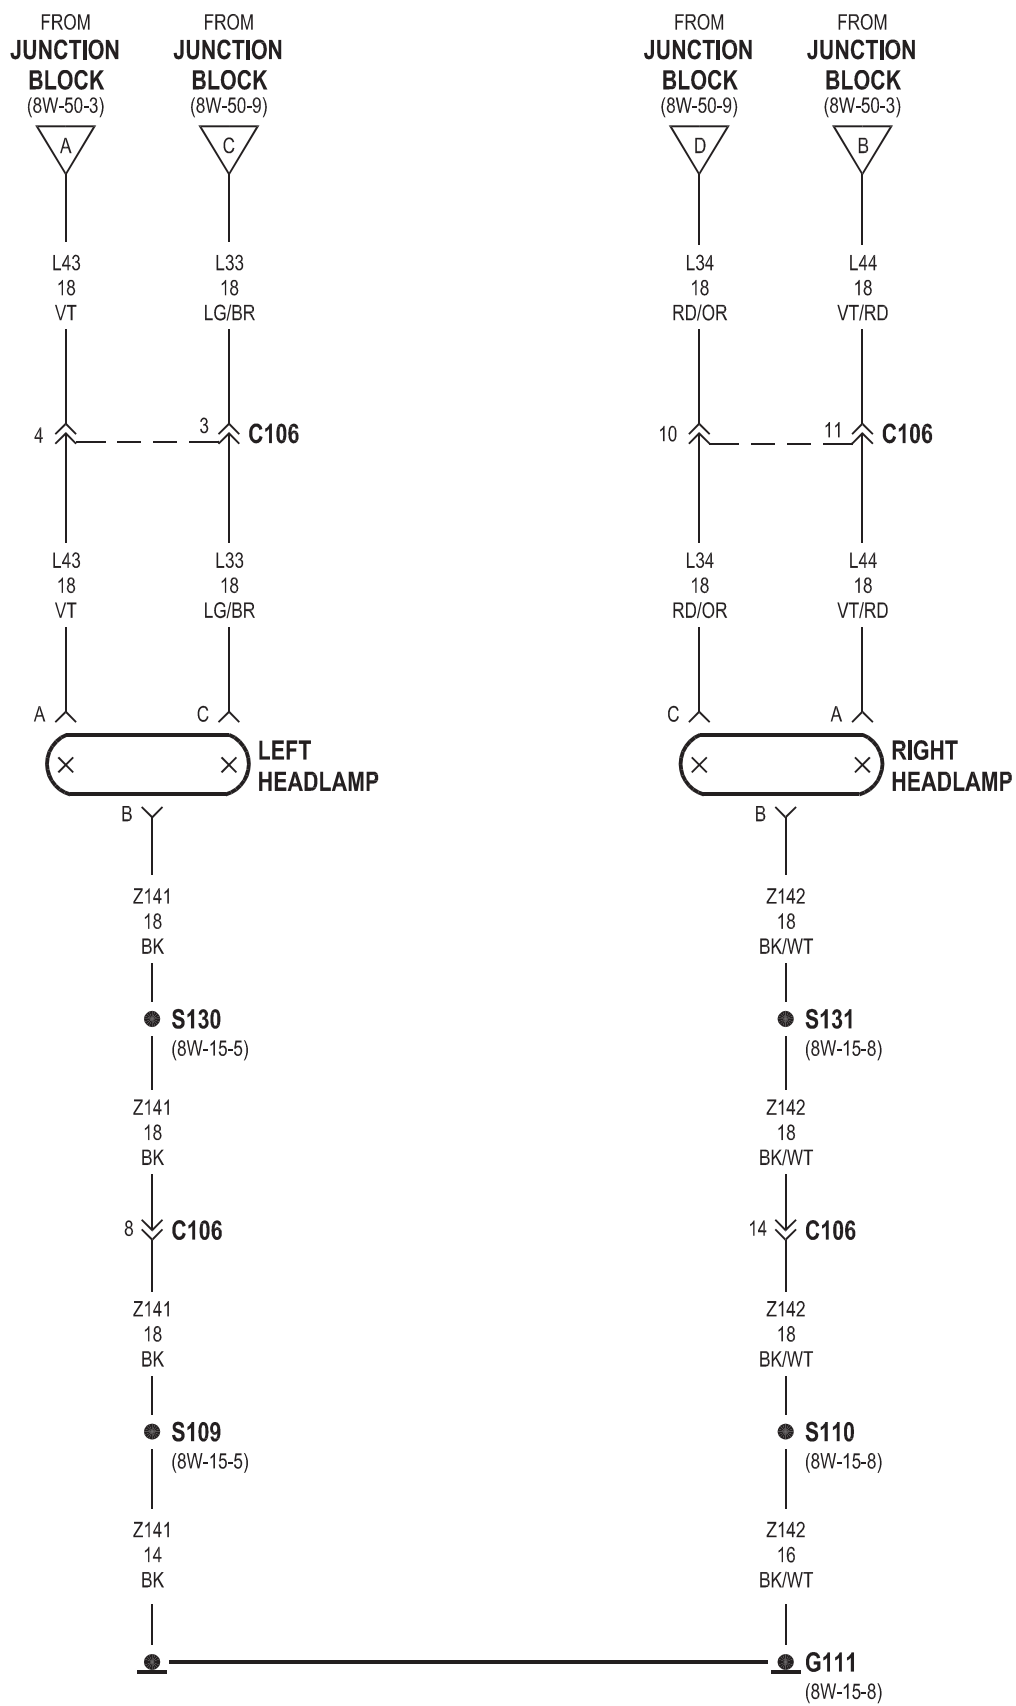 FROM FROM FROM FROM
JUNCTION JUNCTION JUNCTION JUNCTION
BLOCK BLOCK BLOCK BLOCK
(8W-50-3) (8W-50-9) (8W-50-9) (8W-50-3)
A C D B
L43 L33 L34 L44
18 18 18 18
VT LG/BR RD/OR VT/RD
4 3 C106 10 11 C106
L43 L33 L34 L44
18 18 18 18
VT LG/BR RD/OR VT/RD
A C C A
LEFT RIGHT
HEADLAMP HEADLAMP
B B
Z141 Z142
18 18
BK BK/WT
S130 S131
(8W-15-5) (8W-15-8)
Z141 Z142
18 18
BK BK/WT
8 C106 14 C106
Z141 Z142
18 18
BK BK/WT
S109 S110
(8W-15-5) (8W-15-8)
Z141 Z142
14 16
BK BK/WT
G111
(8W-15-8)